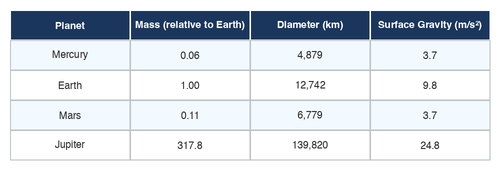 Planet Mass (relative to Earth) Diameter (km) Surface Gravity (m/s²)
Mercury 0.06 4,879 3.7
Earth 1.00 12,742 9.8
Mars 0.11 6,779 3.7
Jupiter 317.8 139,820 24.8